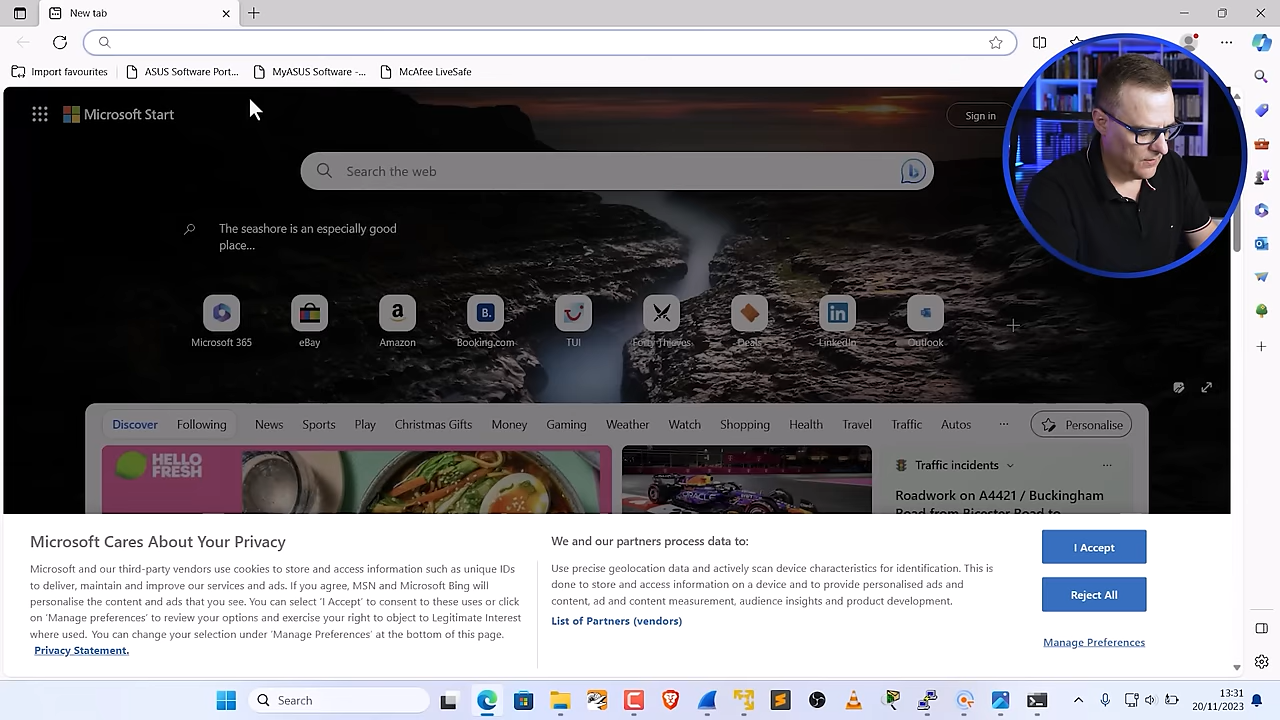 New tab
Import favourites
ASUS Software Port...
MyASUS Software -...
McAfee LiveSafe
Microsoft Start
Sign in
Search the web
The seashore is an especially good
place...
Microsoft 365
eBay
Amazon
Booking.com
TUI
Forty Thieves
Deals
LinkedIn
Outlook
Discover
Following
News
Sports
Play
Christmas Gifts
Money
Gaming
Weather
Watch
Shopping
Health
Travel
Traffic
Autos
...
Personalise
HELLO
FRESH
Traffic incidents
...
Roadwork on A4421 / Buckingham
Road from Bicester Road to
Microsoft Cares About Your Privacy
Microsoft and our third-party vendors use cookies to store and access information such as unique IDs
to deliver, maintain and improve our services and ads. If you agree, MSN and Microsoft Bing will
personalise the content and ads that you see. You can select 'I Accept' to consent to these uses or click
on 'Manage preferences' to review your options and exercise your right to object to Legitimate Interest
where used. You can change your selection under 'Manage Preferences' at the bottom of this page.
Privacy Statement.
We and our partners process data to:
Use precise geolocation data and actively scan device characteristics for identification. This is
done to store and access information on a device and to provide personalised ads and
content, ad and content measurement, audience insights and product development.
List of Partners (vendors)
I Accept
Reject All
Manage Preferences
Search
13:31
20/11/2023